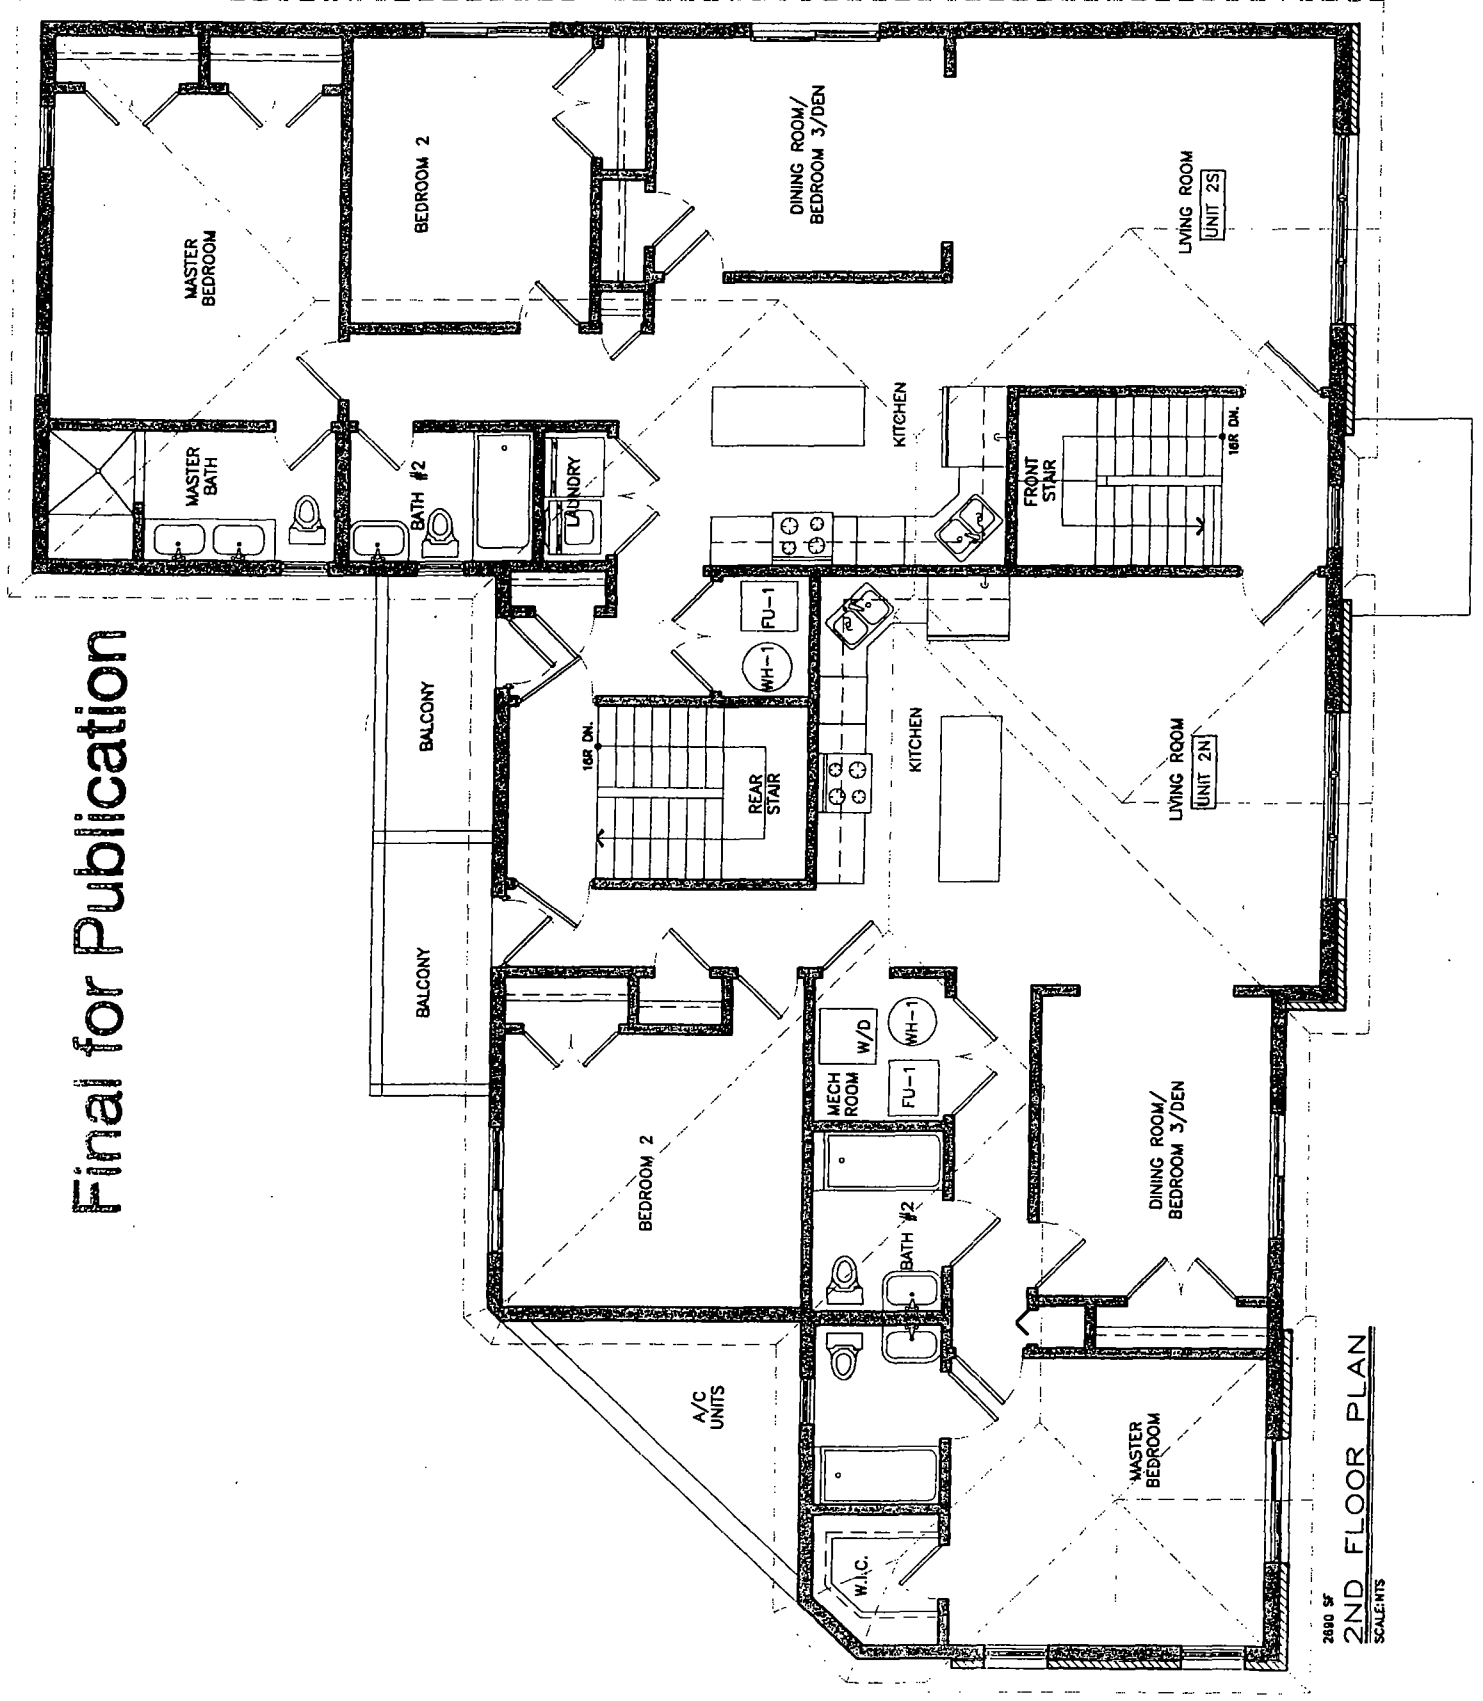 Final for Publication
MASTER
BEDROOM
BEDROOM 2
DINING ROOM/
BEDROOM 3/DEN
LIVING ROOM
UNIT 2S
MASTER
BATH
BATH #2
LAUNDRY
KITCHEN
FRONT
STAIR
16R DN.
BALCONY
FU-1
WH-1
16R DN.
REAR
STAIR
KITCHEN
LIVING ROOM
UNIT 2N
BALCONY
BEDROOM 2
MECH
ROOM
W/D
WH-1
FU-1
BATH #2
DINING ROOM/
BEDROOM 3/DEN
A/C
UNITS
W.I.C.
MASTER
BEDROOM
2690 SF
2ND FLOOR PLAN
SCALE:NTS